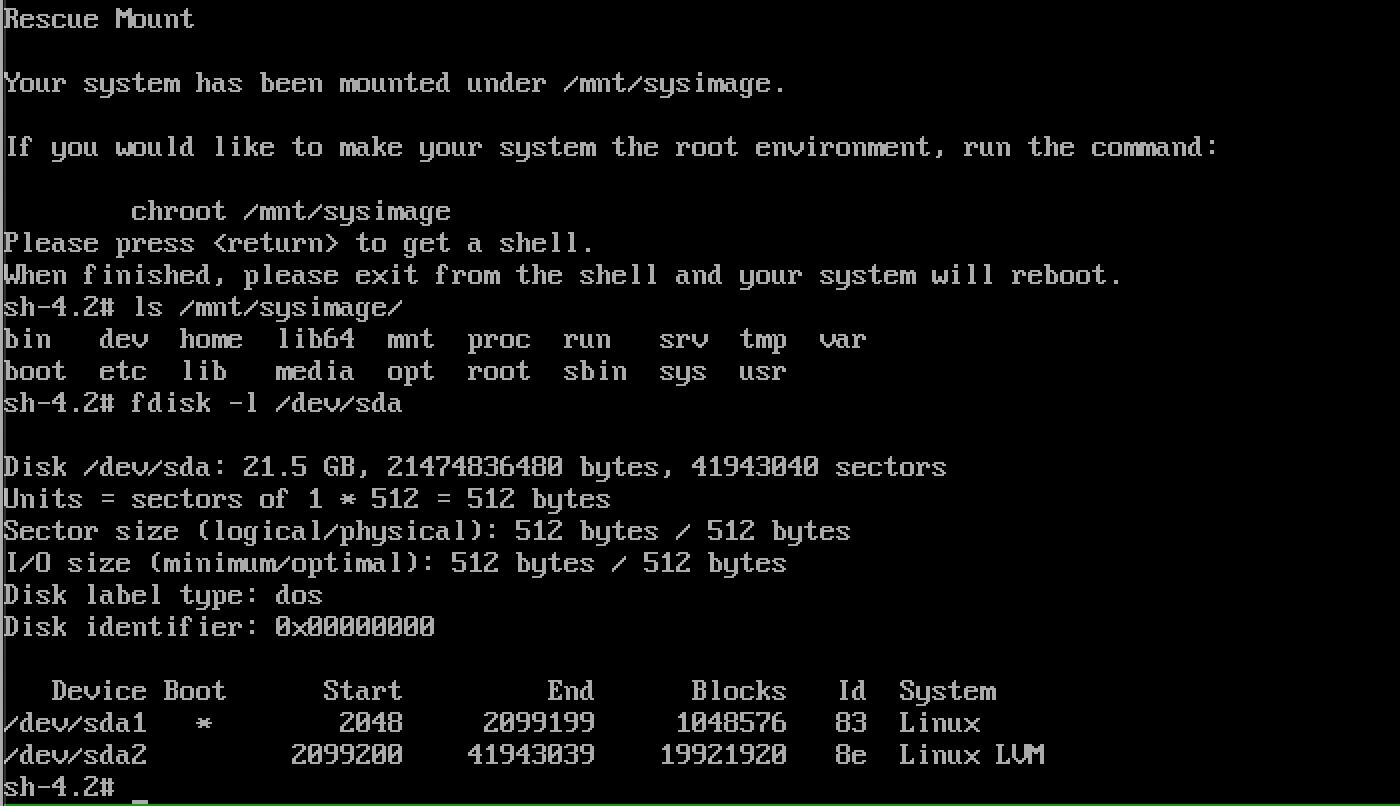 Rescue Mount
Your system has been mounted under /mnt/sysimage.
If you would like to make your system the root environment, run the command:
        chroot /mnt/sysimage
Please press <return> to get a shell.
When finished, please exit from the shell and your system will reboot.
sh-4.2# ls /mnt/sysimage/
bin   dev  home  lib64  mnt  proc  run   srv  tmp  var
boot  etc  lib   media  opt  root  sbin  sys  usr
sh-4.2# fdisk -l /dev/sda
Disk /dev/sda: 21.5 GB, 21474836480 bytes, 41943040 sectors
Units = sectors of 1 * 512 = 512 bytes
Sector size (logical/physical): 512 bytes / 512 bytes
I/O size (minimum/optimal): 512 bytes / 512 bytes
Disk label type: dos
Disk identifier: 0x00000000
   Device Boot      Start         End      Blocks   Id  System
/dev/sda1   *        2048     2099199     1048576   83  Linux
/dev/sda2         2099200    41943039    19921920   8e  Linux LVM
sh-4.2# _